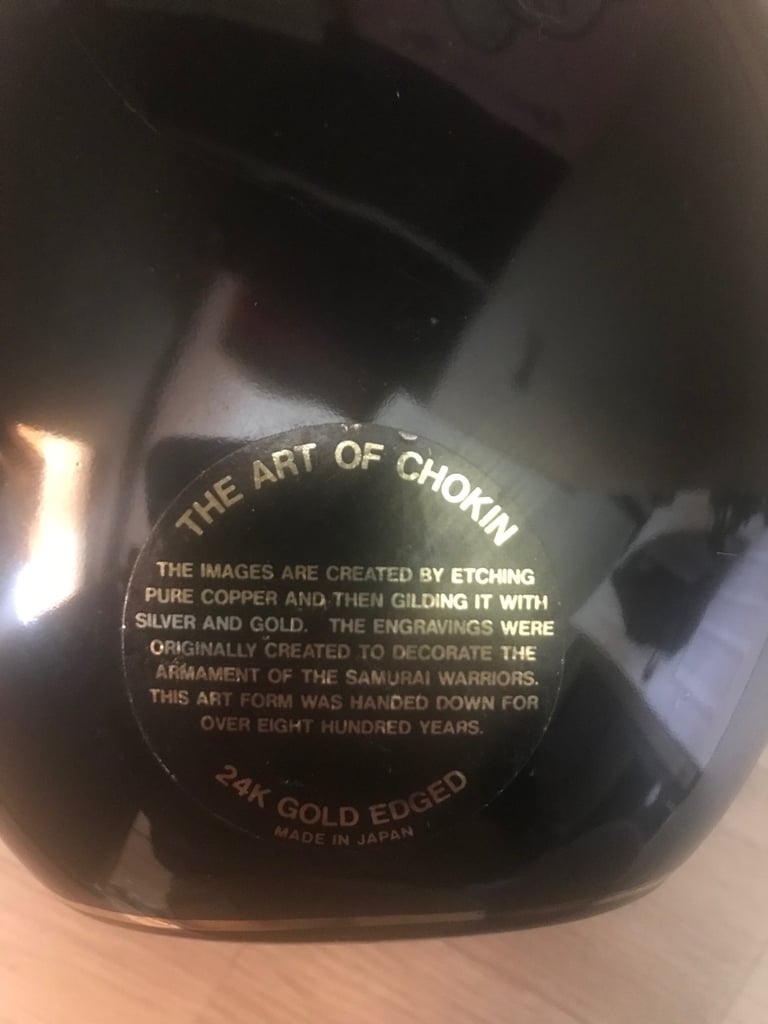 THE ART OF CHOKIN
THE IMAGES ARE CREATED BY ETCHING
PURE COPPER AND THEN GILDING IT WITH
SILVER AND GOLD. THE ENGRAVINGS WERE
ORIGINALLY CREATED TO DECORATE THE
ARMAMENT OF THE SAMURAI WARRIORS.
THIS ART FORM WAS HANDED DOWN FOR
OVER EIGHT HUNDRED YEARS.
24K GOLD EDGED
MADE IN JAPAN